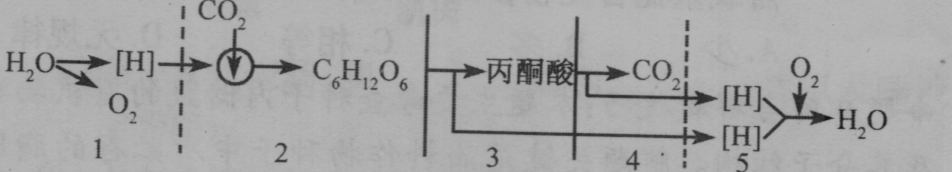 CO₂
H₂O [H] C₆H₁₂O₆ 丙酮酸 CO₂ O₂
O₂ [H] H₂O
[H]
1 2 3 4 5